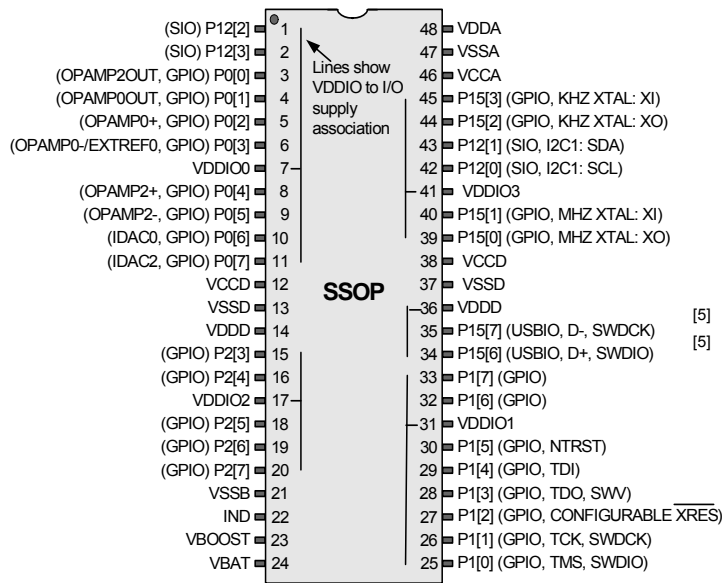 (SIO) P12[2] 1 48 VDDA
(SIO) P12[3] 2 47 VSSA
(OPAMP2OUT, GPIO) P0[0] 3 Lines show 46 VCCA
(OPAMP0OUT, GPIO) P0[1] 4 VDDIO to I/O 45 P15[3] (GPIO, KHZ XTAL: XI)
(OPAMP0+, GPIO) P0[2] 5 supply 44 P15[2] (GPIO, KHZ XTAL: XO)
(OPAMP0-/EXTREF0, GPIO) P0[3] 6 association 43 P12[1] (SIO, I2C1: SDA)
VDDIO0 7 42 P12[0] (SIO, I2C1: SCL)
(OPAMP2+, GPIO) P0[4] 8 41 VDDIO3
(OPAMP2-, GPIO) P0[5] 9 40 P15[1] (GPIO, MHZ XTAL: XI)
(IDAC0, GPIO) P0[6] 10 39 P15[0] (GPIO, MHZ XTAL: XO)
(IDAC2, GPIO) P0[7] 11 38 VCCD
VCCD 12 SSOP 37 VSSD
VSSD 13 36 VDDD [5]
VDDD 14 35 P15[7] (USBIO, D-, SWDCK) [5]
(GPIO) P2[3] 15 34 P15[6] (USBIO, D+, SWDIO)
(GPIO) P2[4] 16 33 P1[7] (GPIO)
VDDIO2 17 32 P1[6] (GPIO)
(GPIO) P2[5] 18 31 VDDIO1
(GPIO) P2[6] 19 30 P1[5] (GPIO, NTRST)
(GPIO) P2[7] 20 29 P1[4] (GPIO, TDI)
VSSB 21 28 P1[3] (GPIO, TDO, SWV)
IND 22 27 P1[2] (GPIO, CONFIGURABLE XRES)
VBOOST 23 26 P1[1] (GPIO, TCK, SWDCK)
VBAT 24 25 P1[0] (GPIO, TMS, SWDIO)